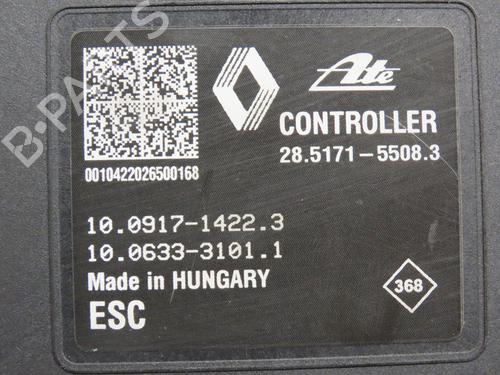 Ate
CONTROLLER
28.5171-5508.3
0010422026500168
10.0917-1422.3
10.0633-3101.1
Made in HUNGARY
ESC
368
B-PARTS